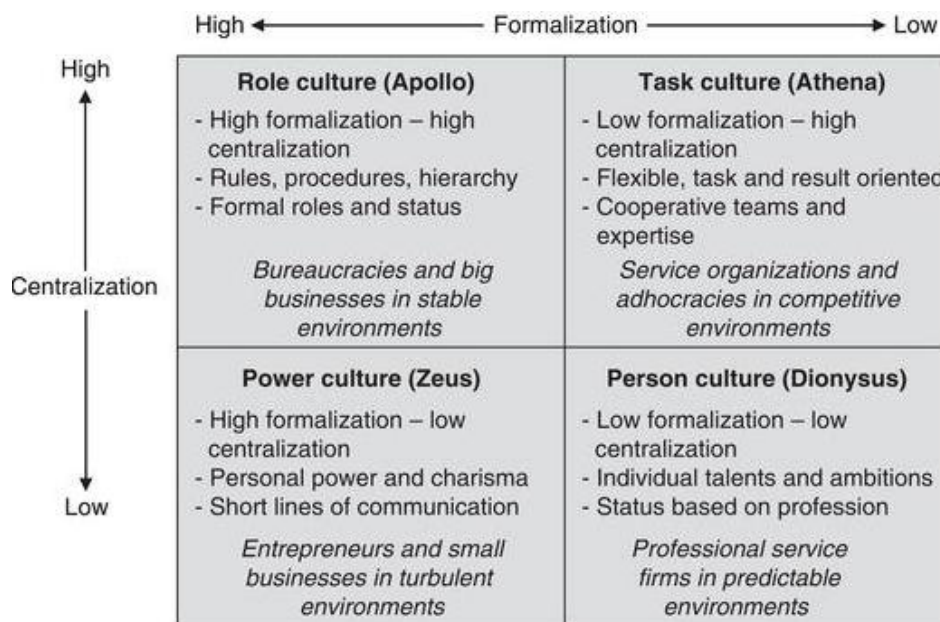 High Formalization Low
High
Centralization
Low
Role culture (Apollo)
- High formalization – high
centralization
- Rules, procedures, hierarchy
- Formal roles and status
Bureaucracies and big
businesses in stable
environments
Task culture (Athena)
- Low formalization – high
centralization
- Flexible, task and result oriented
- Cooperative teams and
expertise
Service organizations and
adhocracies in competitive
environments
Power culture (Zeus)
- High formalization – low
centralization
- Personal power and charisma
- Short lines of communication
Entrepreneurs and small
businesses in turbulent
environments
Person culture (Dionysus)
- Low formalization – low
centralization
- Individual talents and ambitions
- Status based on profession
Professional service
firms in predictable
environments